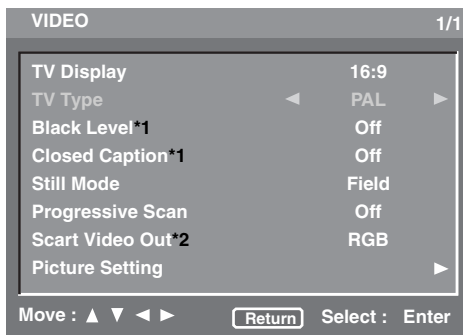 VIDEO 1/1
TV Display 16:9
TV Type ◄ PAL ►
Black Level*1 Off
Closed Caption*1 Off
Still Mode Field
Progressive Scan Off
Scart Video Out*2 RGB
Picture Setting ►
Move : ▲ ▼ ◄ ► Return Select : Enter